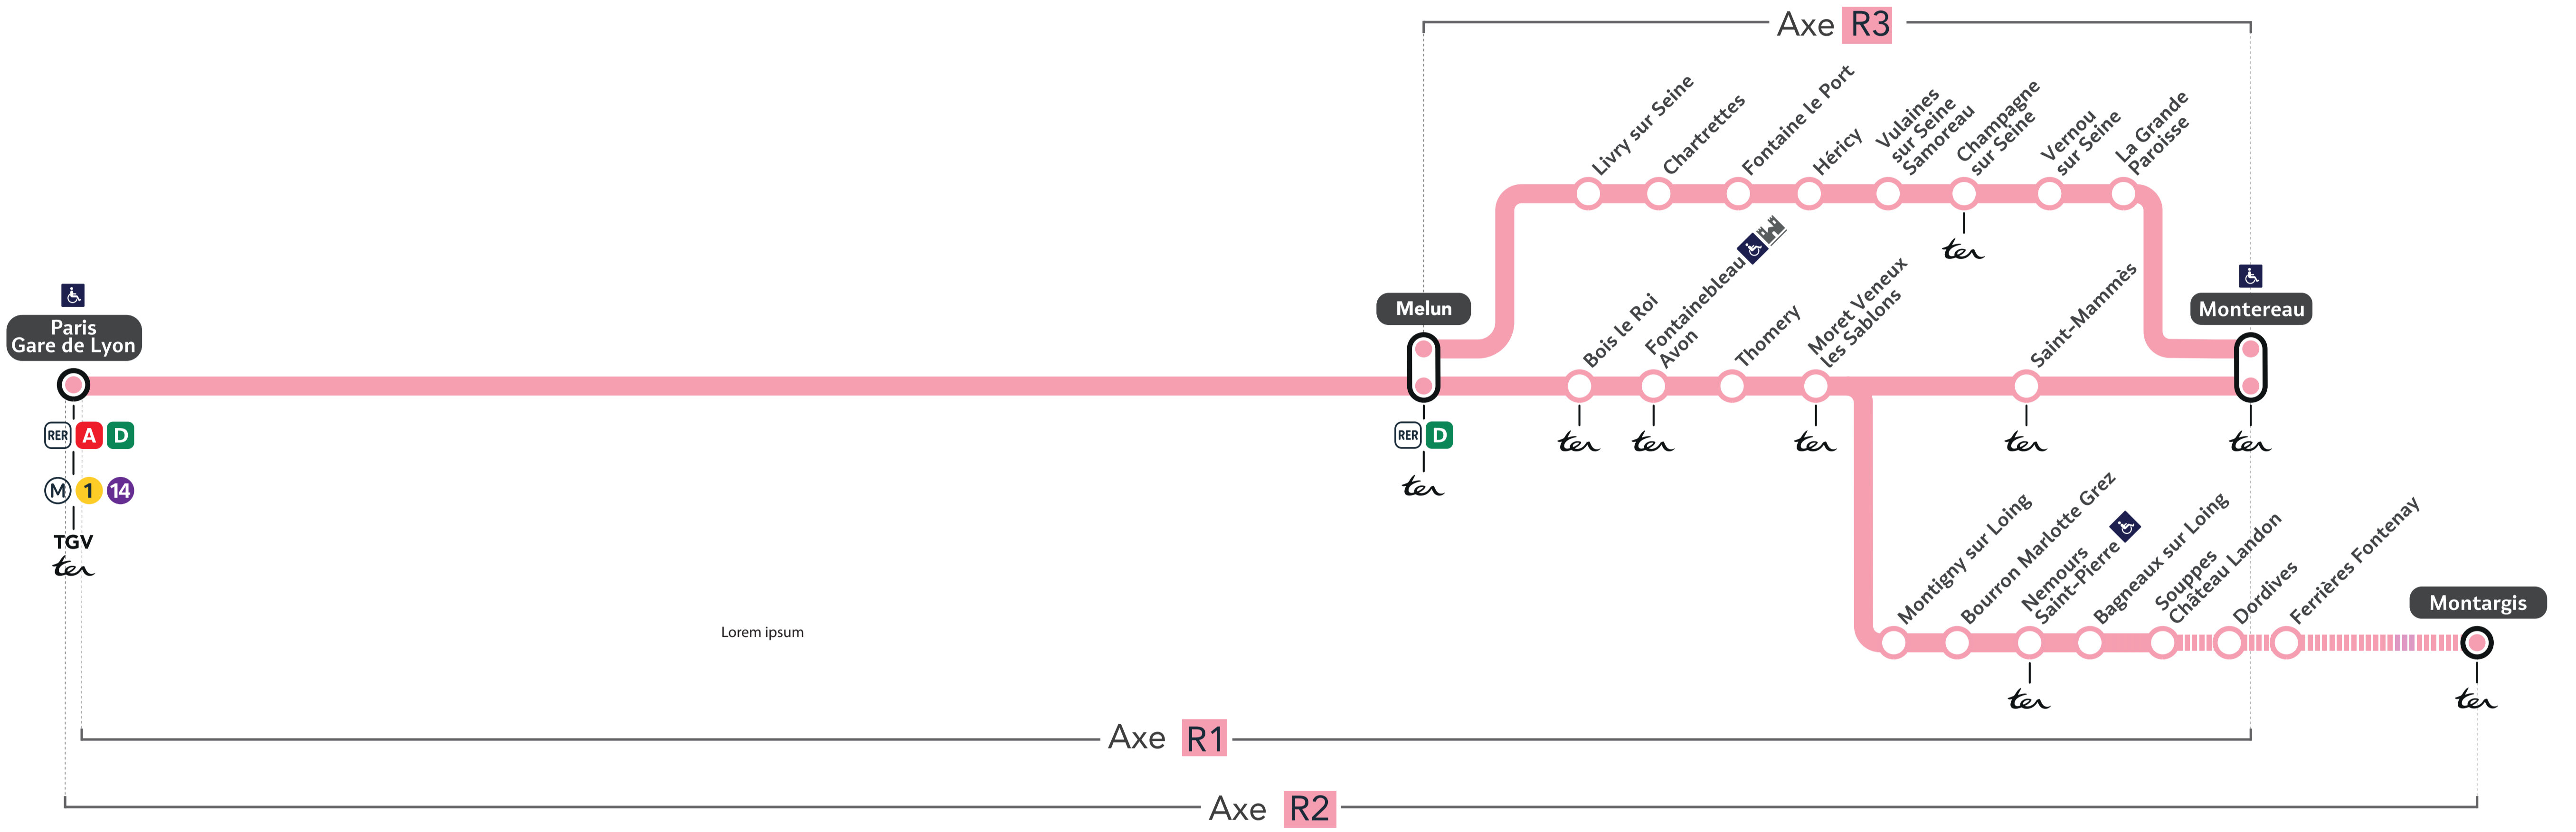 Axe R3
Livry sur Seine
Chartrettes
Fontaine le Port
Héricy
Vulaines
sur Seine
Samoreau
Champagne
sur Seine
Vernou
sur Seine
La Grande
Paroisse
ter
Paris
Gare de Lyon
RER A D
M 1 14
TGV
ter
Melun
RER D
ter
Bois le Roi
ter
Fontainebleau
Avon
ter
Thomery
Moret Veneux
les Sablons
ter
Saint-Mammès
ter
Montereau
ter
Montigny sur Loing
Bourron Marlotte Grez
Nemours
Saint-Pierre
ter
Bagneaux sur Loing
Souppes
Château Landon
Dordives
Ferrières Fontenay
Montargis
ter
Lorem ipsum
Axe R1
Axe R2